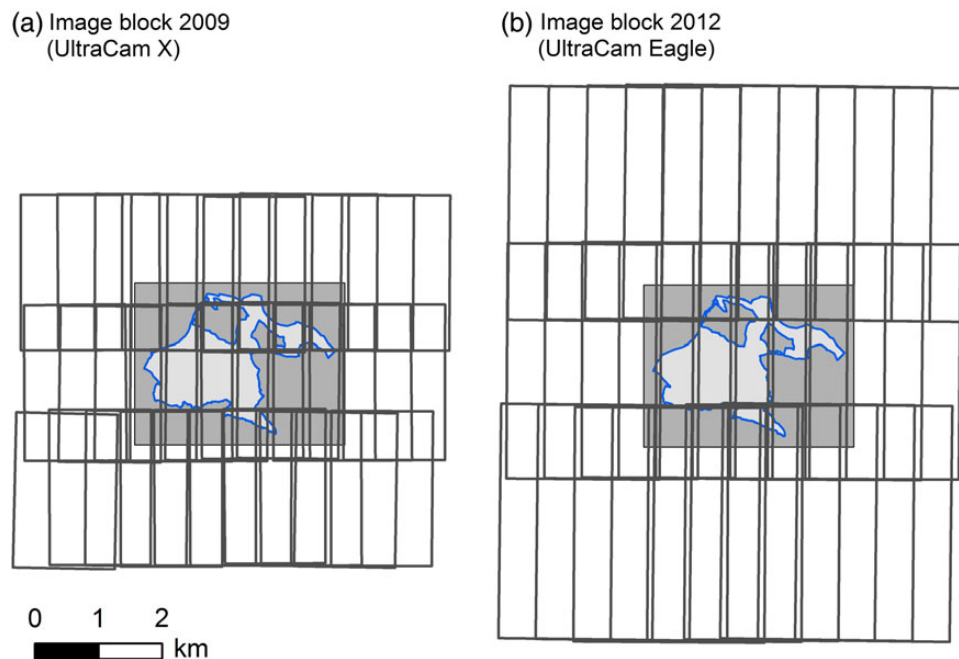 (a) Image block 2009
(UltraCam X)
(b) Image block 2012
(UltraCam Eagle)
0 1 2
km